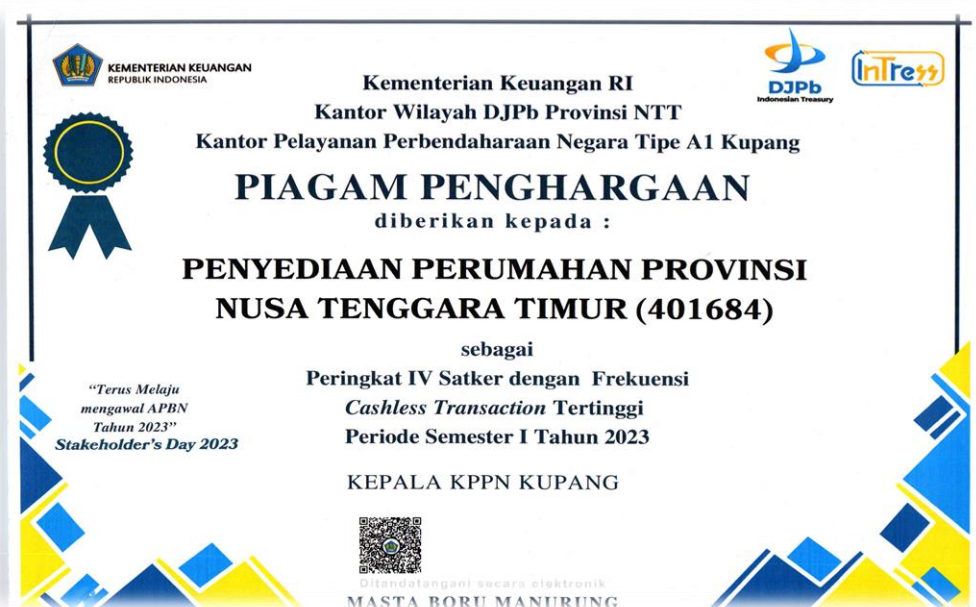 KEMENTERIAN KEUANGAN
REPUBLIK INDONESIA
DJPb
Indonesian Treasury
InTress
Kementerian Keuangan RI
Kantor Wilayah DJPb Provinsi NTT
Kantor Pelayanan Perbendaharaan Negara Tipe A1 Kupang
PIAGAM PENGHARGAAN
diberikan kepada :
PENYEDIAAN PERUMAHAN PROVINSI
NUSA TENGGARA TIMUR (401684)
sebagai
Peringkat IV Satker dengan Frekuensi
Cashless Transaction Tertinggi
Periode Semester I Tahun 2023
“Terus Melaju
mengawal APBN
Tahun 2023”
Stakeholder’s Day 2023
KEPALA KPPN KUPANG
Ditandatangani secara elektronik
MASTA BORU MANURUNG